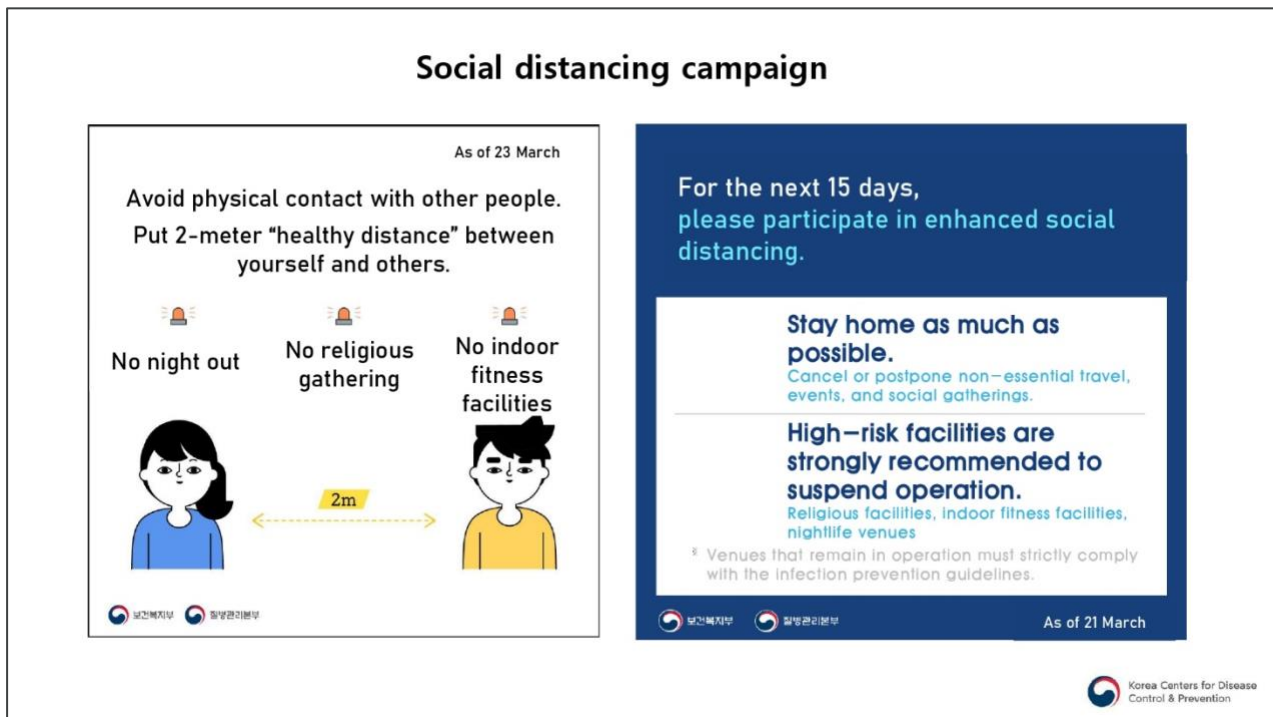 Social distancing campaign
As of 23 March
Avoid physical contact with other people.
Put 2-meter “healthy distance” between
yourself and others.
No night out
No religious
gathering
No indoor
fitness
facilities
2m
보건복지부
질병관리본부
For the next 15 days,
please participate in enhanced social
distancing.
Stay home as much as
possible.
Cancel or postpone non-essential travel,
events, and social gatherings.
High-risk facilities are
strongly recommended to
suspend operation.
Religious facilities, indoor fitness facilities,
nightlife venues
※ Venues that remain in operation must strictly comply
with the infection prevention guidelines.
보건복지부
질병관리본부
As of 21 March
Korea Centers for Disease
Control & Prevention